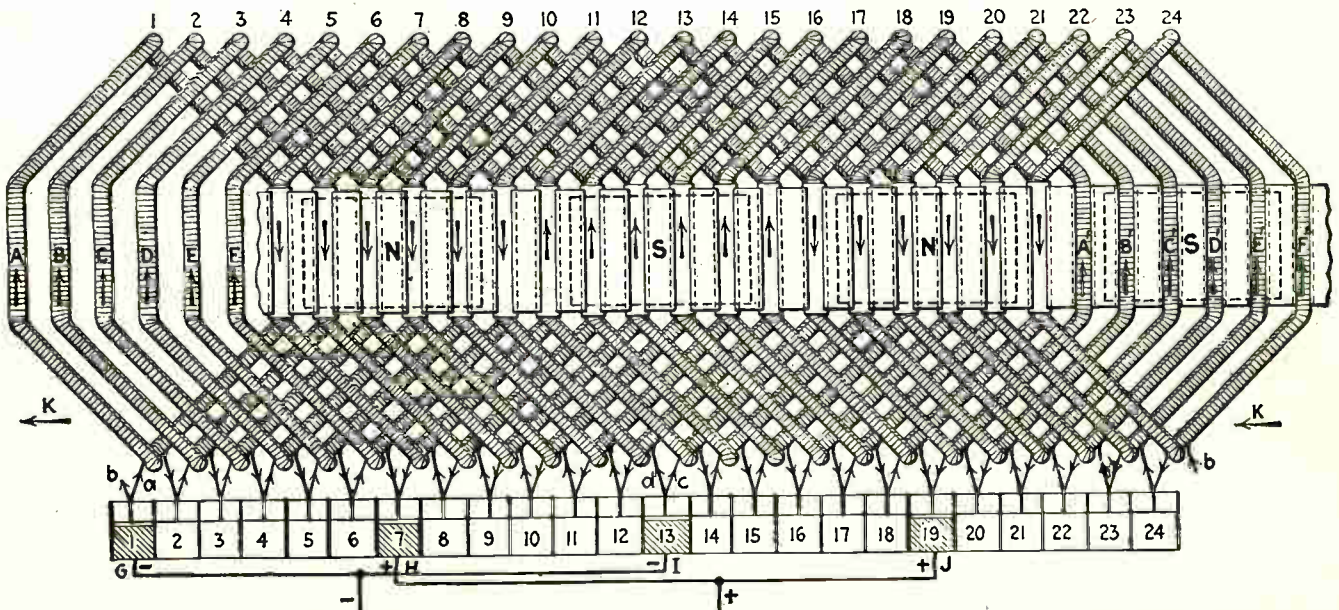 1 2 3 4 5 6 7 8 9 10 11 12 13 14 15 16 17 18 19 20 21 22 23 24
N S N S
A B C D E F A B C D E F
K K
b a d c b
1 2 3 4 5 6 7 8 9 10 11 12 13 14 15 16 17 18 19 20 21 22 23 24
G - + H - I + J
- +